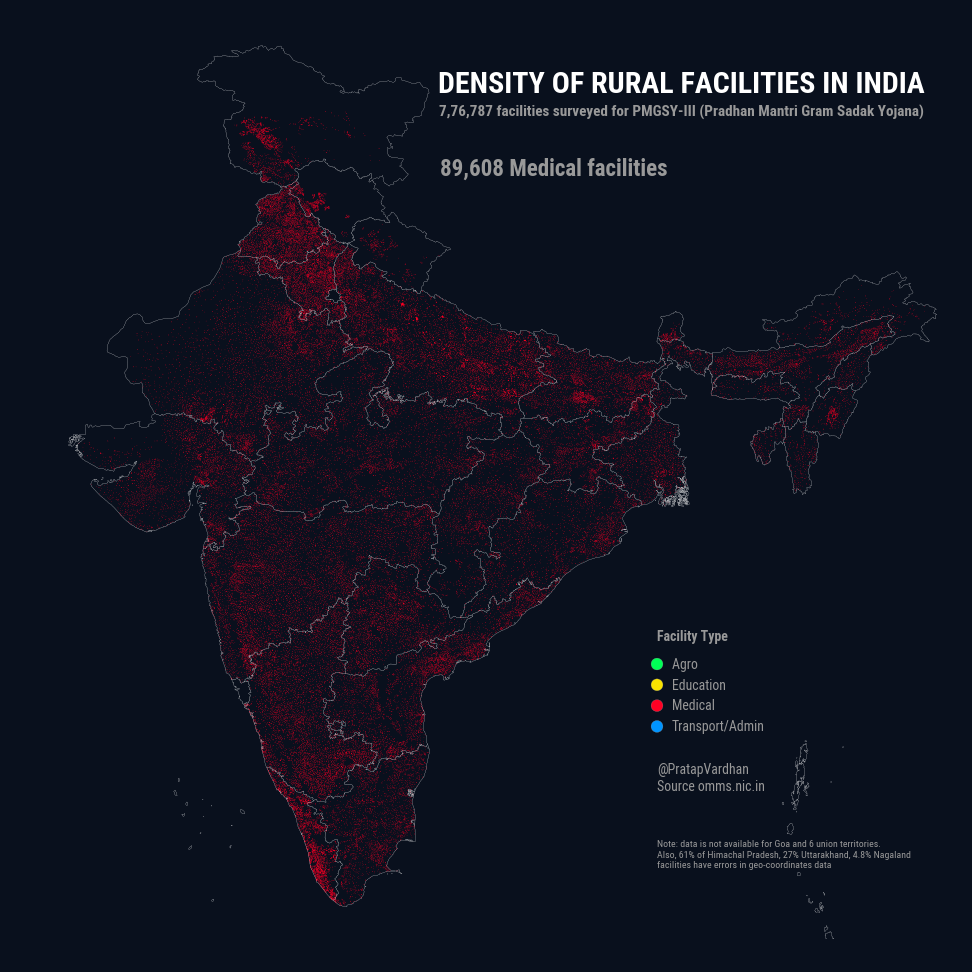 DENSITY OF RURAL FACILITIES IN INDIA
7,76,787 facilities surveyed for PMGSY-III (Pradhan Mantri Gram Sadak Yojana)
89,608 Medical facilities
Facility Type
Agro
Education
Medical
Transport/Admin
@PratapVardhan
Source omms.nic.in
Note: data is not available for Goa and 6 union territories.
Also, 61% of Himachal Pradesh, 27% Uttarakhand, 4.8% Nagaland
facilities have errors in geo-coordinates data